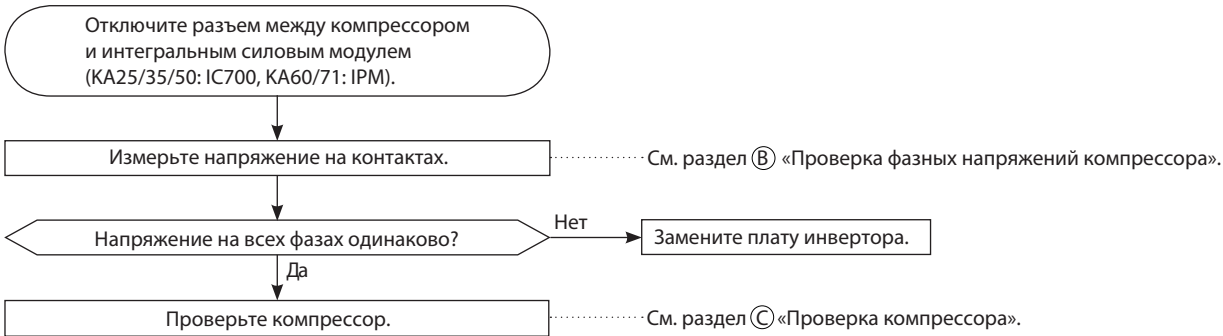 Отключите разъем между компрессором
и интегральным силовым модулем
(KA25/35/50: IC700, KA60/71: IPM).
Измерьте напряжение на контактах.
См. раздел Ⓑ «Проверка фазных напряжений компрессора».
Напряжение на всех фазах одинаково?
Нет
Замените плату инвертора.
Да
Проверьте компрессор.
См. раздел Ⓒ «Проверка компрессора».